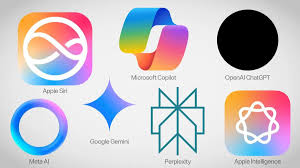 Apple Siri
Microsoft Copilot
OpenAI ChatGPT
Meta AI
Google Gemini
Perplexity
Apple Intelligence